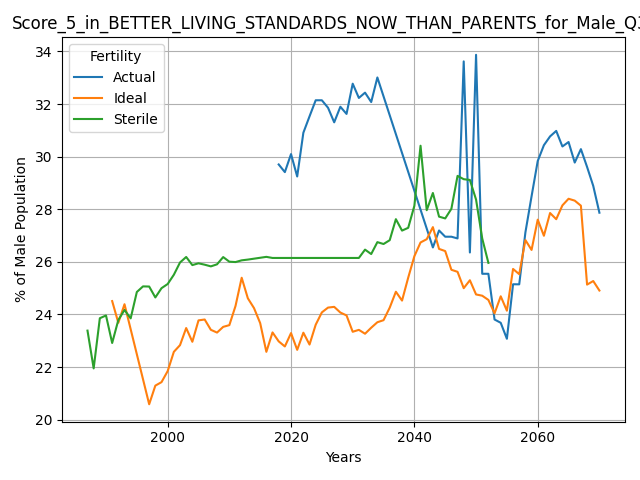 Score_5_in_BETTER_LIVING_STANDARDS_NOW_THAN_PARENTS_for_Male_Q
Fertility
Actual
Ideal
Sterile
% of Male Population
34
32
30
28
26
24
22
20
2000
2020
2040
2060
Years